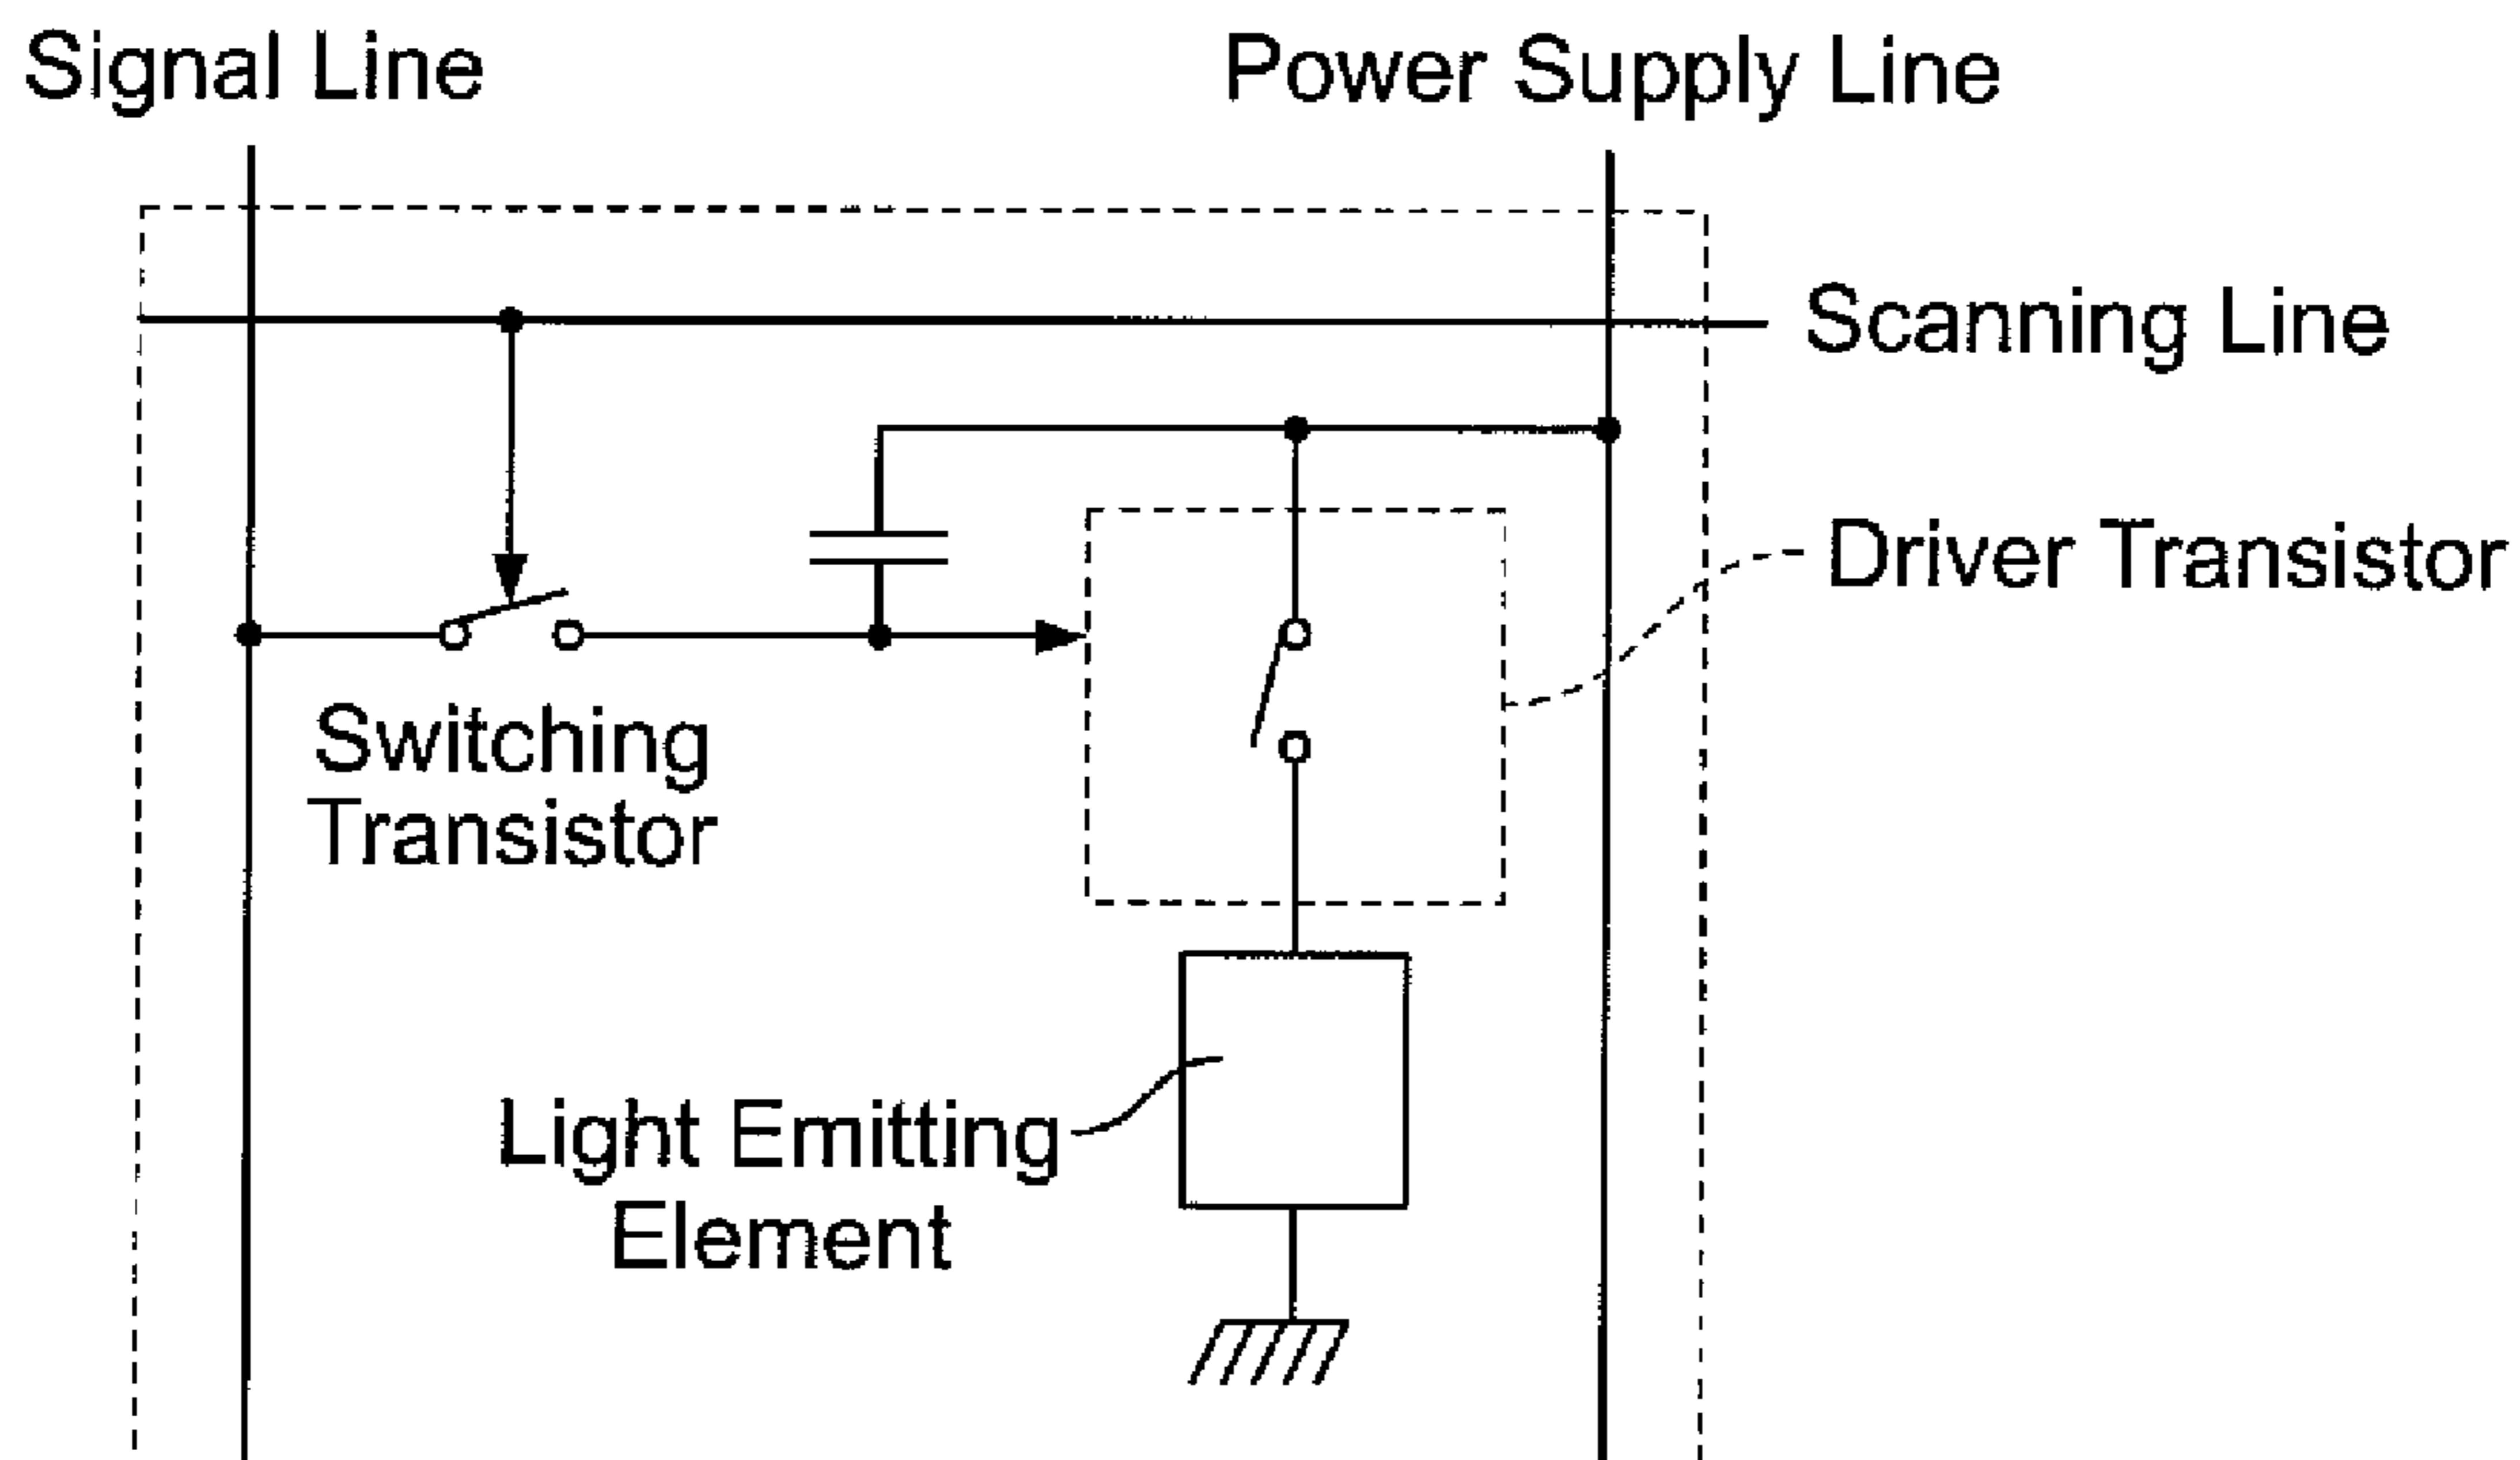 Signal Line
Power Supply Line
Scanning Line
Driver Transistor
Switching
Transistor
Light Emitting
Element